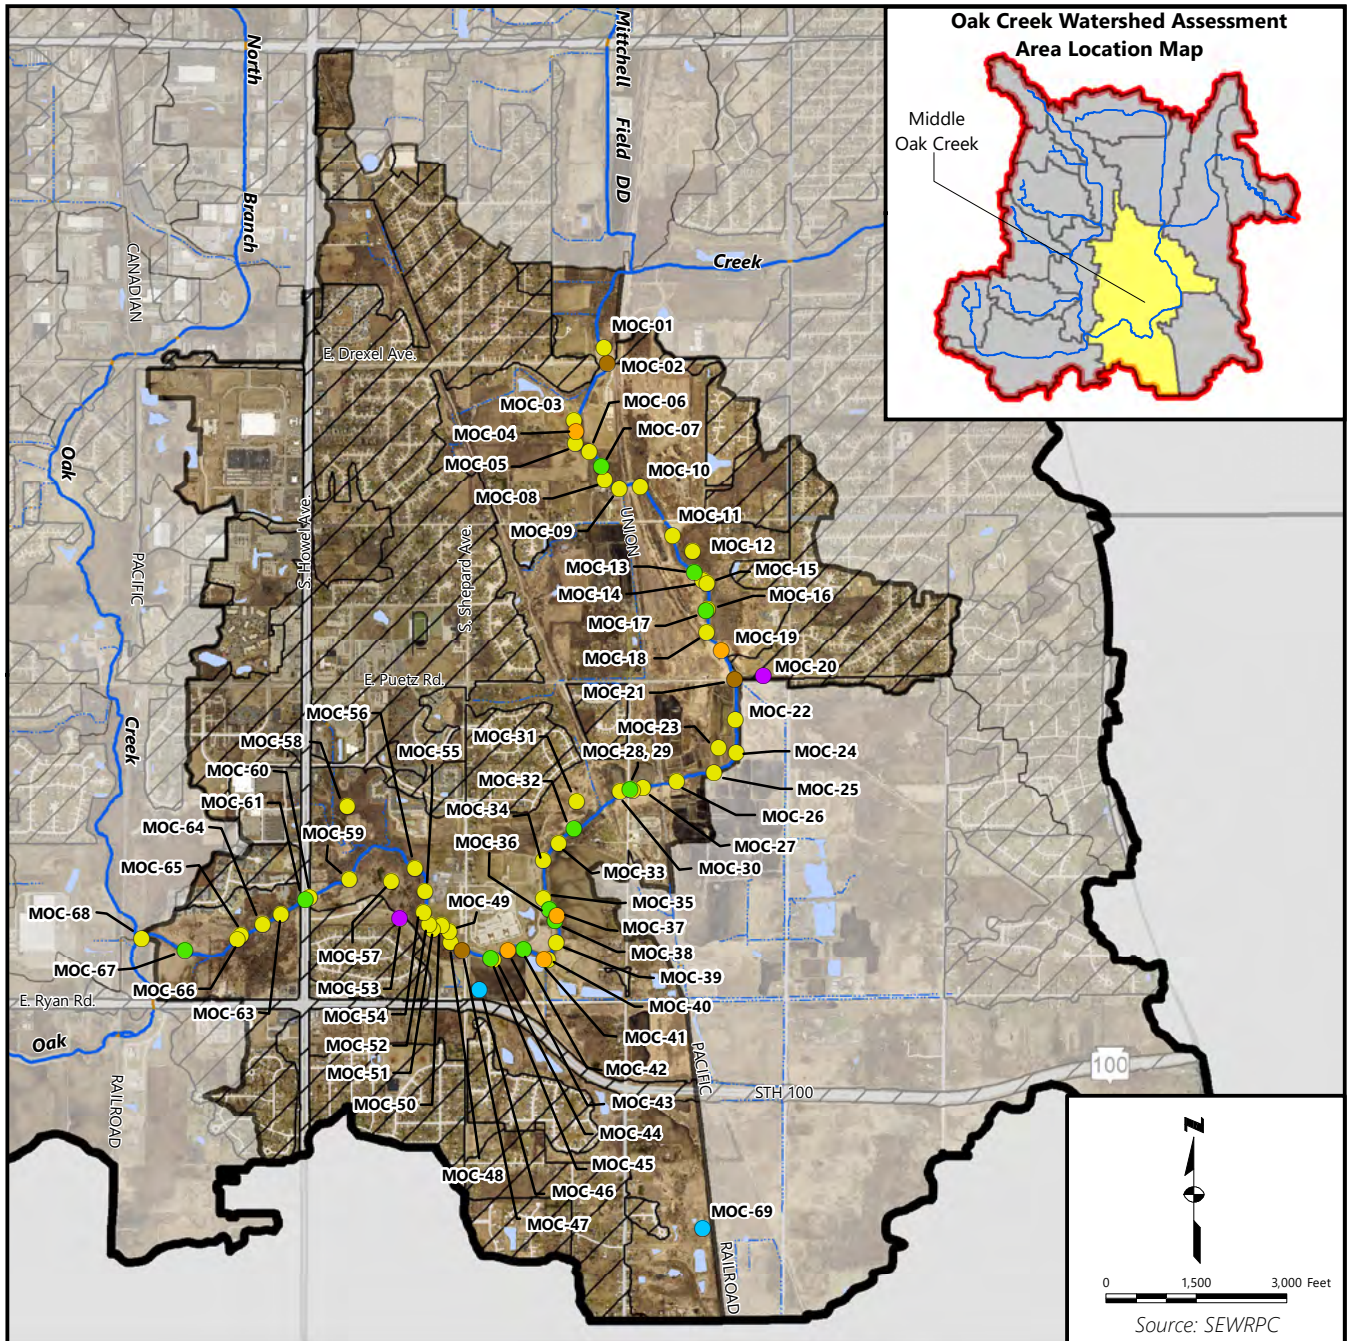 Oak Creek Watershed Assessment
Area Location Map
Middle
Oak Creek
North
Branch
Mittchell Field DD
Creek
CANADIAN
PACIFIC
RAILROAD
Oak
Creek
Oak
E. Drexel Ave.
S. Howel Ave.
S. Shepard Ave.
E. Puetz Rd.
E. Ryan Rd.
UNION
PACIFIC
RAILROAD
STH 100
100
MOC-01
MOC-02
MOC-03
MOC-06
MOC-04
MOC-07
MOC-05
MOC-10
MOC-08
MOC-11
MOC-09
MOC-12
MOC-13
MOC-15
MOC-14
MOC-16
MOC-17
MOC-19
MOC-18
MOC-20
MOC-21
MOC-22
MOC-23
MOC-24
MOC-56
MOC-31
MOC-28, 29
MOC-58
MOC-55
MOC-25
MOC-60
MOC-32
MOC-61
MOC-34
MOC-26
MOC-64
MOC-59
MOC-36
MOC-27
MOC-65
MOC-33
MOC-30
MOC-49
MOC-35
MOC-68
MOC-37
MOC-57
MOC-38
MOC-67
MOC-39
MOC-66
MOC-53
MOC-40
MOC-63
MOC-54
MOC-41
MOC-52
MOC-42
MOC-51
MOC-43
MOC-50
MOC-44
MOC-45
MOC-48
MOC-46
MOC-47
MOC-69
N
0 1,500 3,000 Feet
Source: SEWRPC